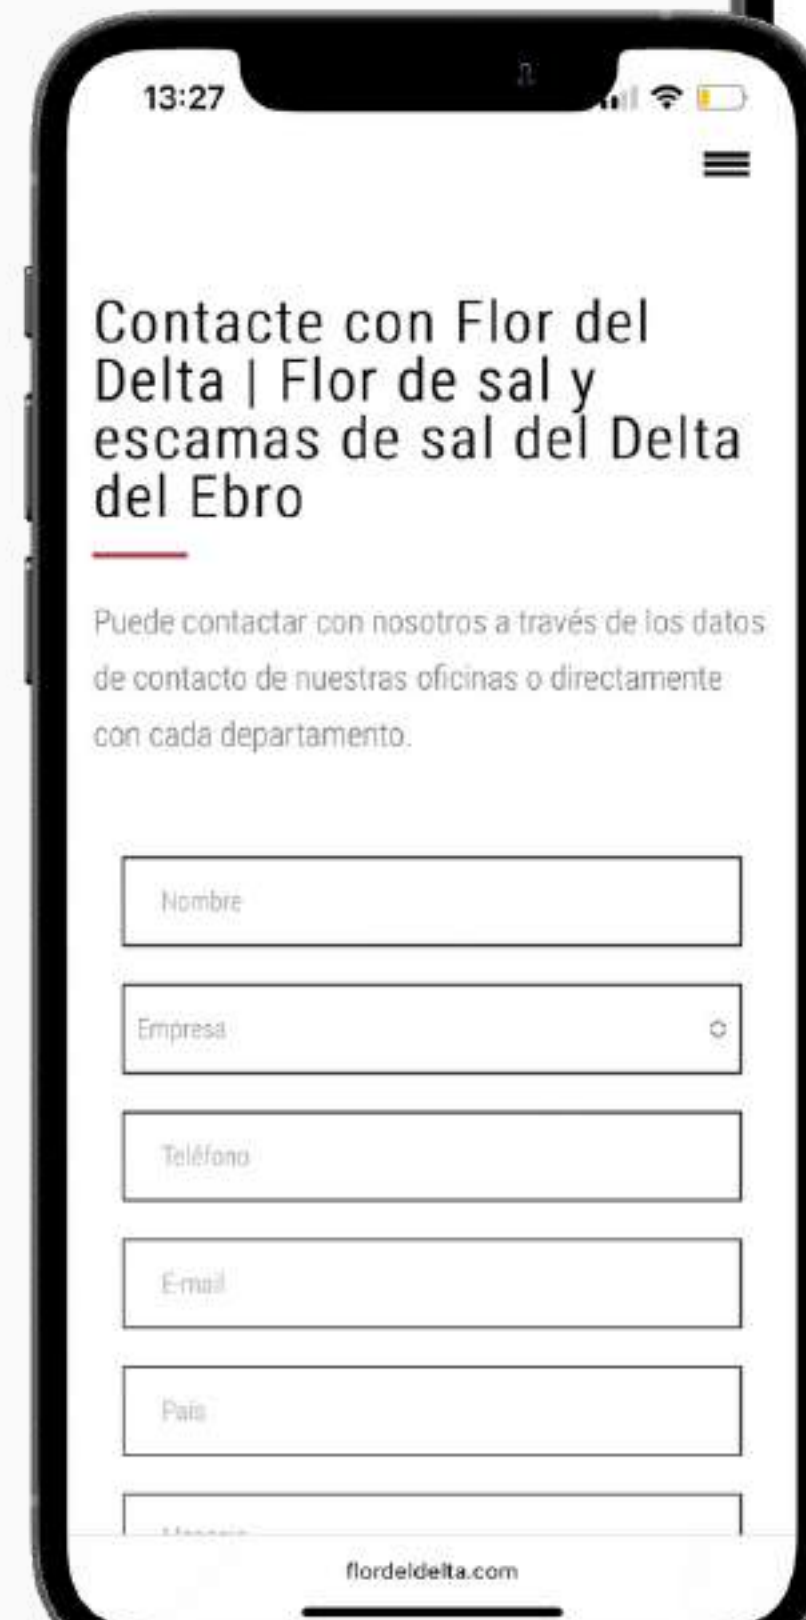 13:27
Contacte con Flor del
Delta | Flor de sal y
escamas de sal del Delta
del Ebro
Puede contactar con nosotros a través de los datos
de contacto de nuestras oficinas o directamente
con cada departamento.
Nombre
Empresa
Teléfono
E-mail
País
flordeldelta.com